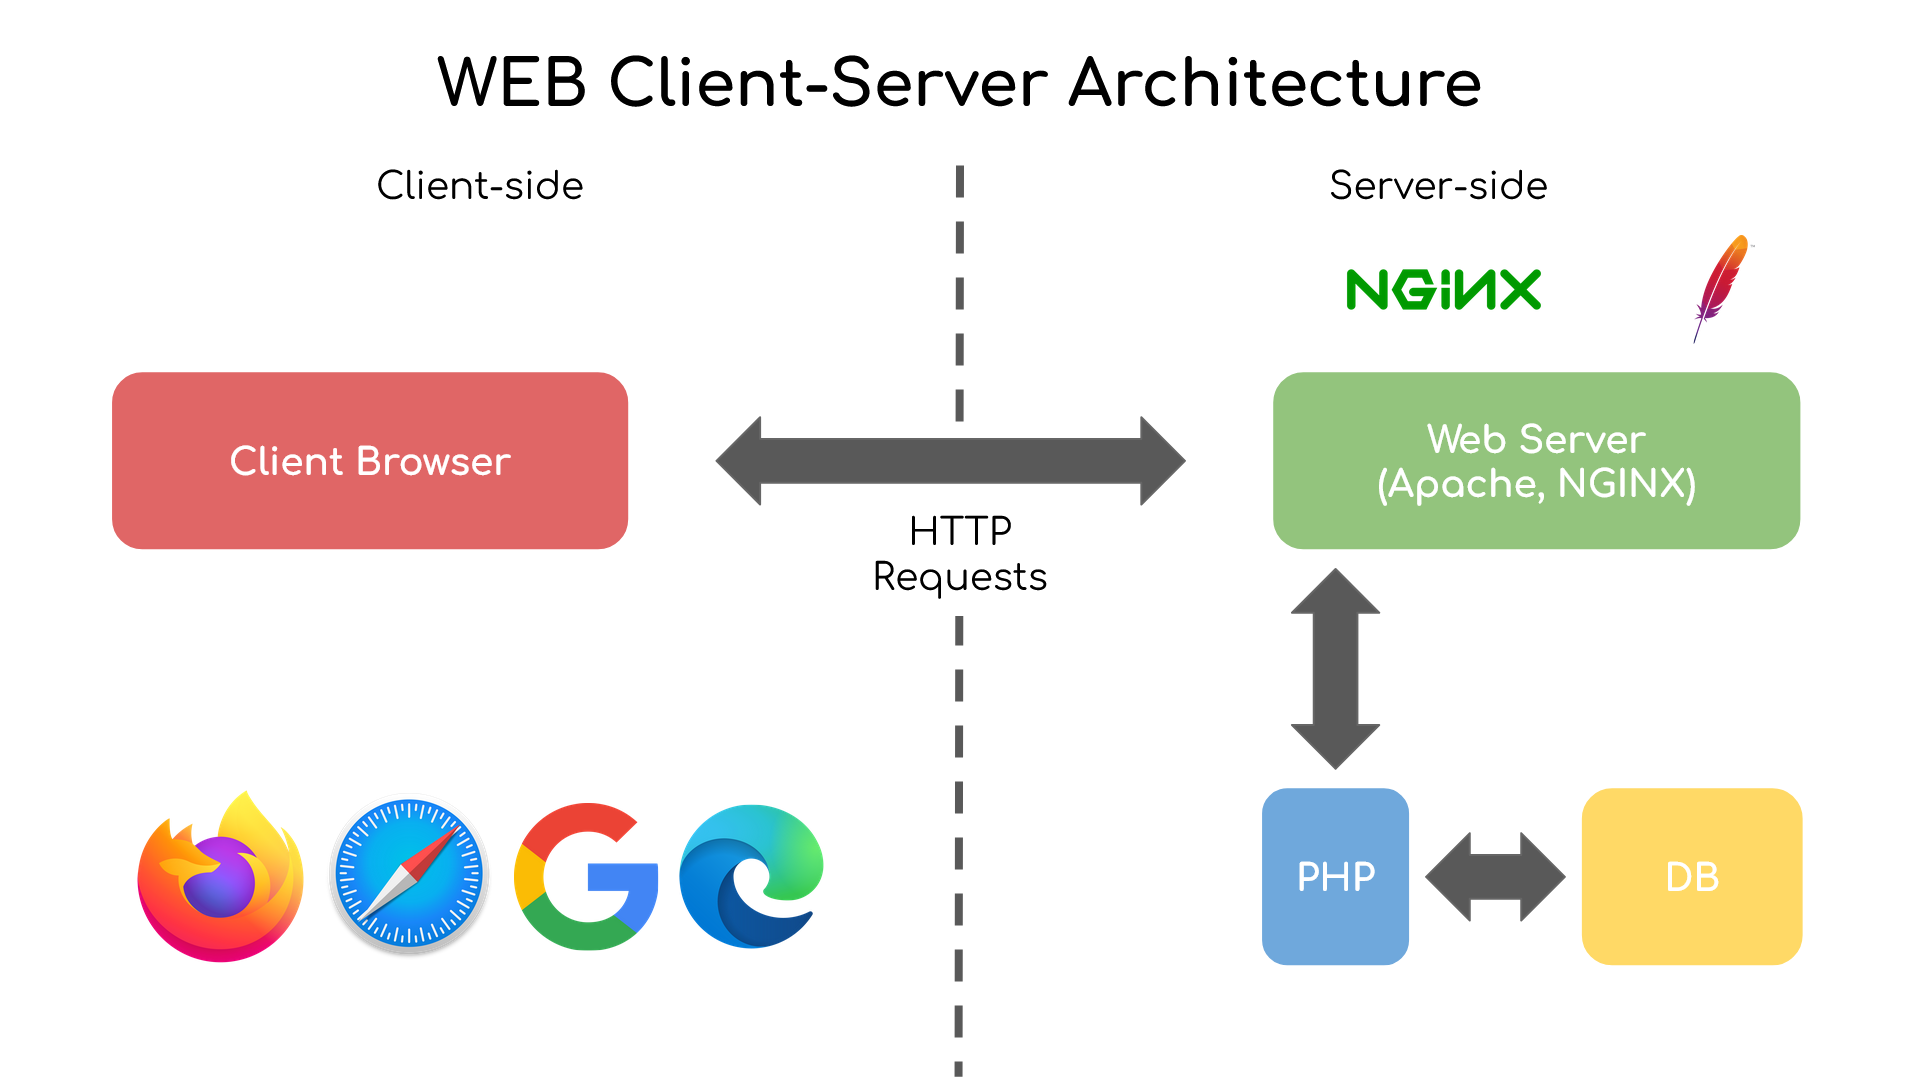 WEB Client-Server Architecture
Client-side
Server-side
NGiNX
Client Browser
Web Server
(Apache, NGINX)
HTTP
Requests
PHP
DB